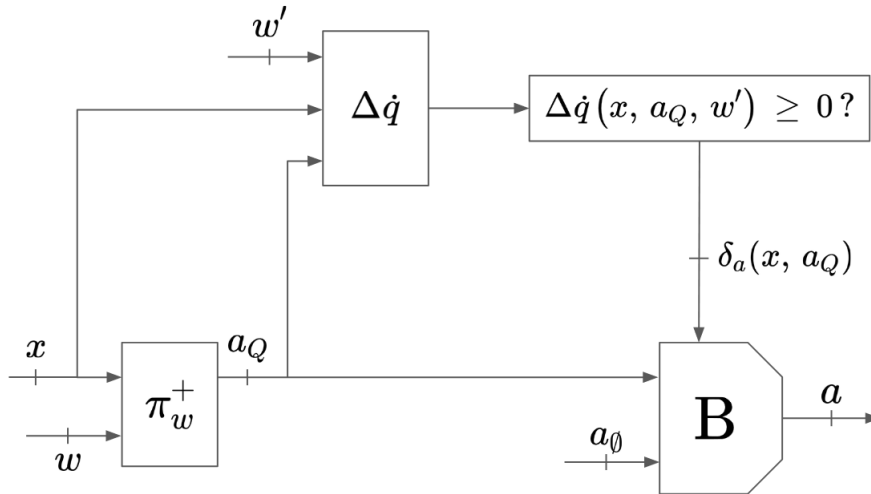 w′
Δq̇
Δq̇(x, a_Q, w′) ≥ 0 ?
δ_a(x, a_Q)
x
a_Q
π_w^+
w
B
a
a_∅